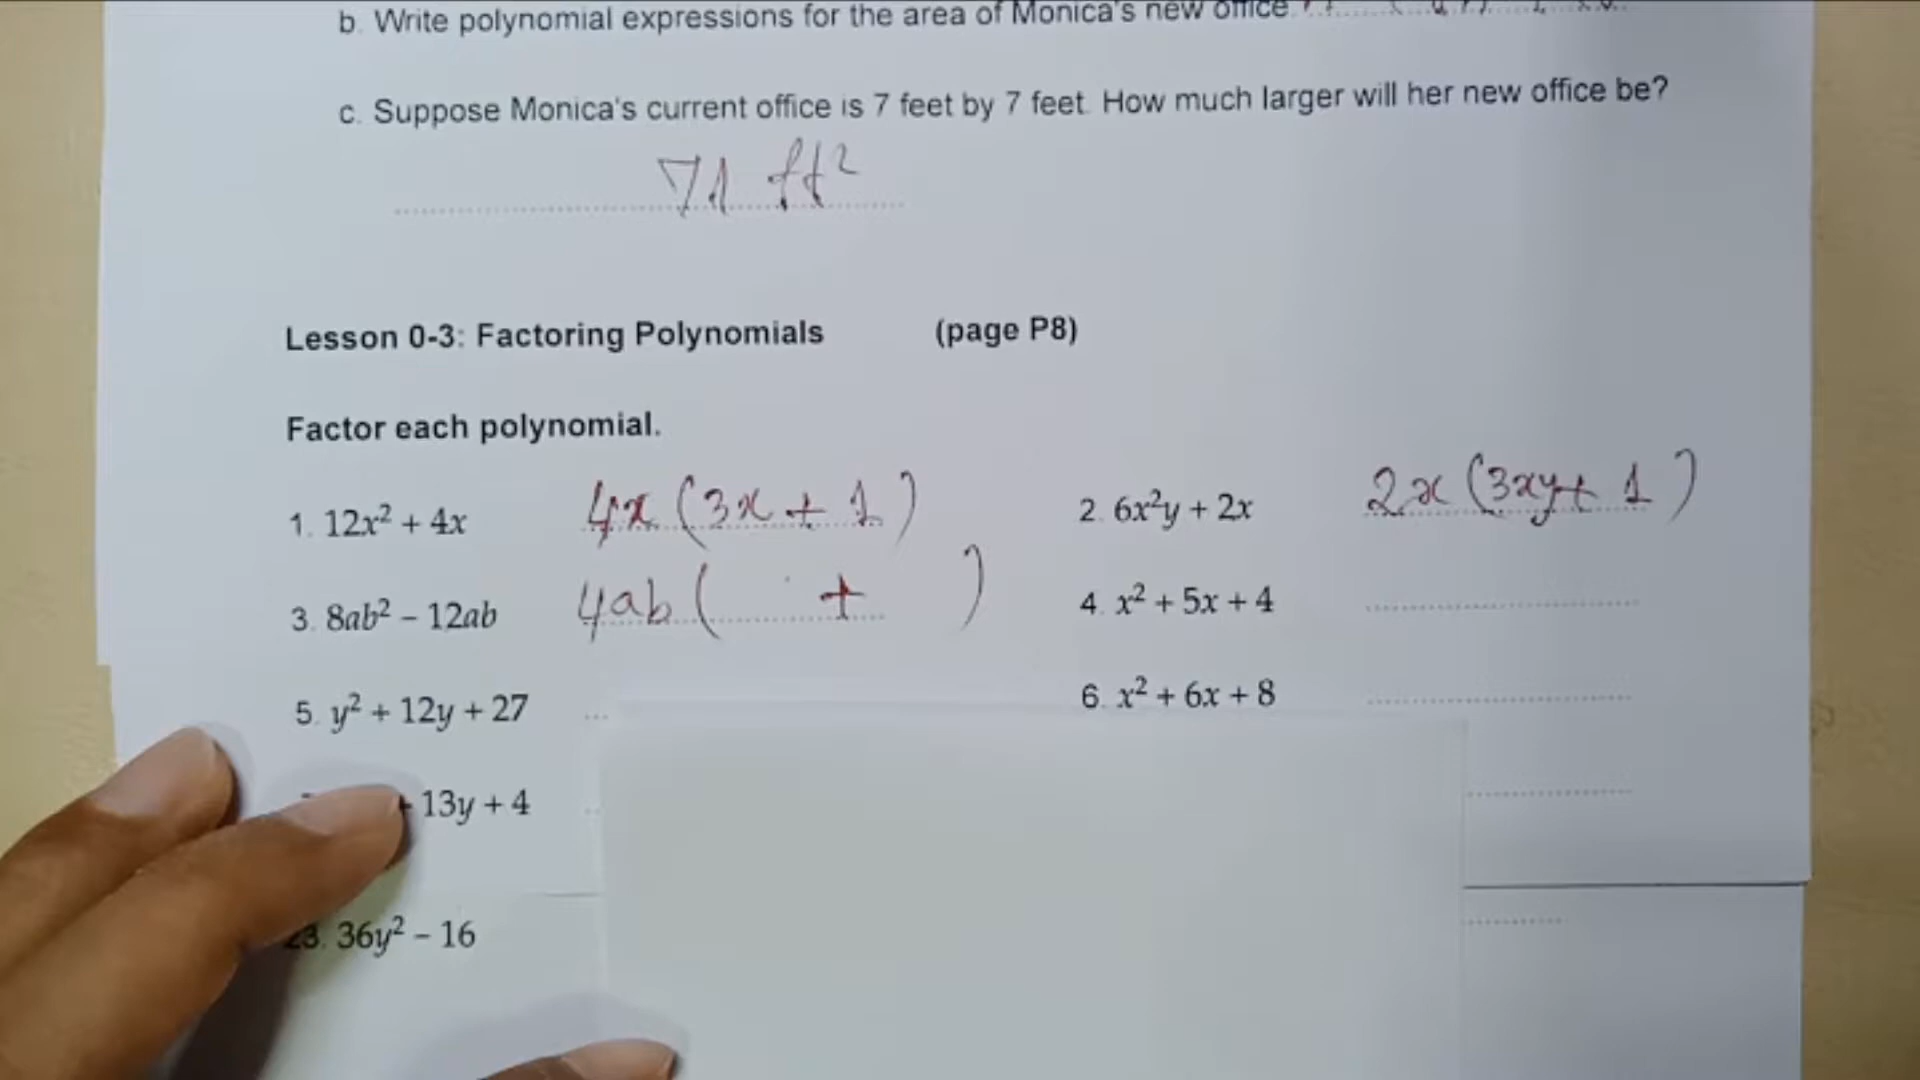 b. Write polynomial expressions for the area of Monica's new office.
c. Suppose Monica's current office is 7 feet by 7 feet. How much larger will her new office be?
71 ft²
Lesson 0-3: Factoring Polynomials (page P8)
Factor each polynomial.
1. 12x² + 4x 4x (3x + 1) 2. 6x²y + 2x 2x (3xy + 1)
3. 8ab² – 12ab 4ab ( + ) 4. x² + 5x + 4
5. y² + 12y + 27 6. x² + 6x + 8
+ 13y + 4
23. 36y² – 16